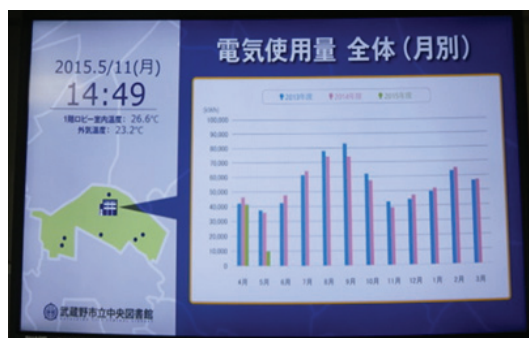 2015.5/11(月)
14:49
1階ロビー室内温度: 26.6℃
外気温度: 23.2℃
武蔵野市立中央図書館
電気使用量 全体(月別)
2013年度 2014年度 2015年度
(kWh)
100,000
90,000
80,000
70,000
60,000
50,000
40,000
30,000
20,000
10,000
0
4月 5月 6月 7月 8月 9月 10月 11月 12月 1月 2月 3月